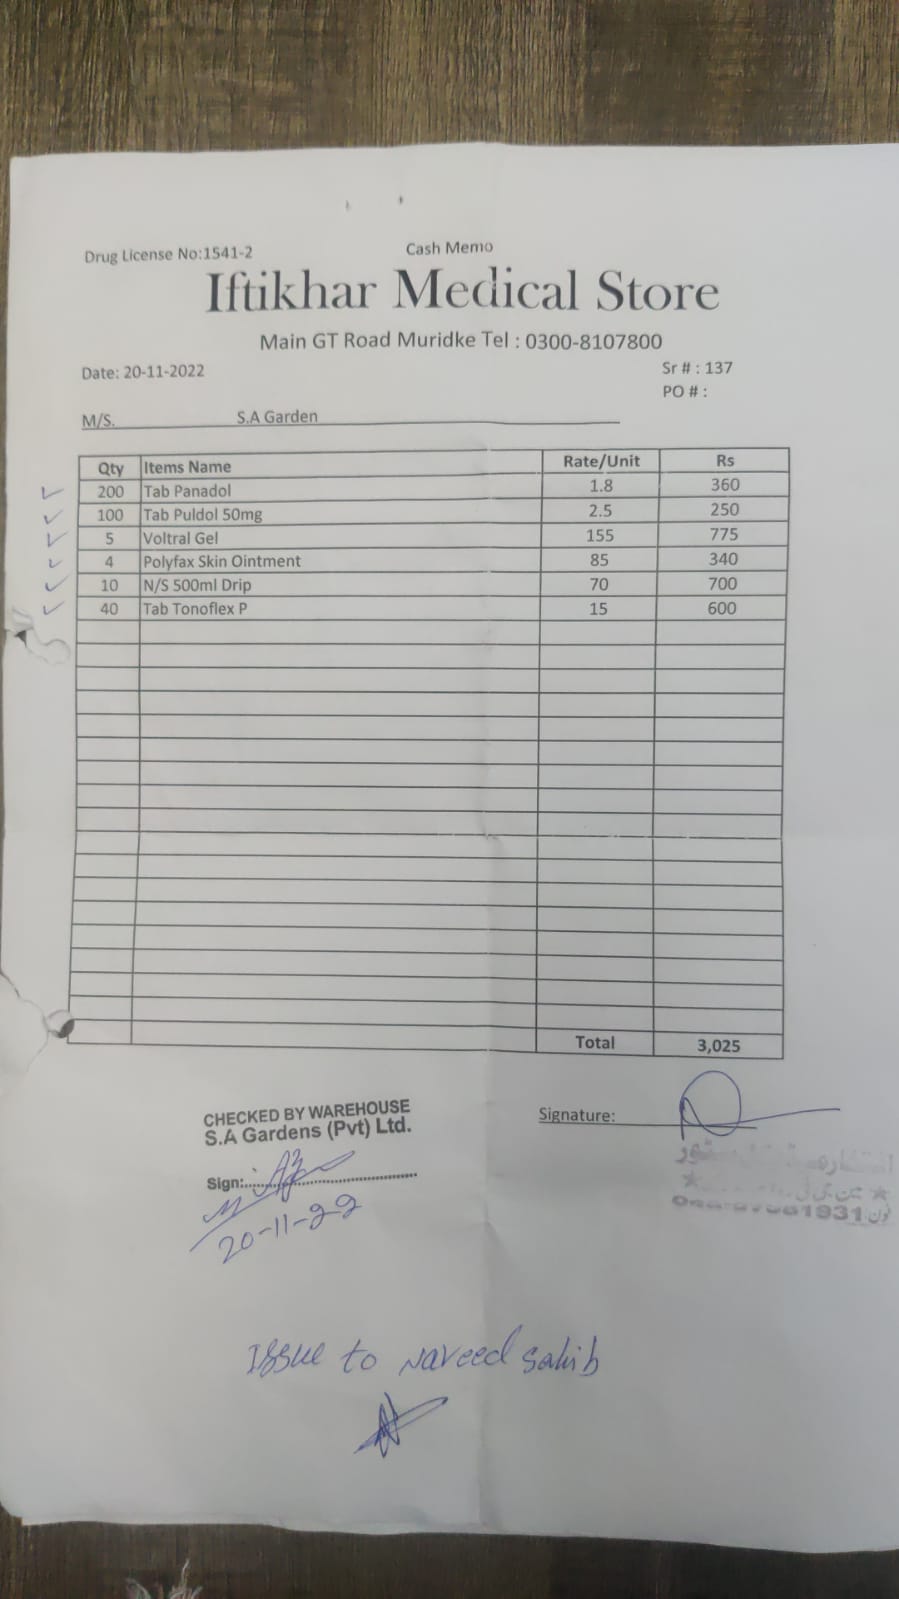 Drug License No:1541-2 Cash Memo
Iftikhar Medical Store
Main GT Road Muridke Tel : 0300-8107800
Date: 20-11-2022 Sr # : 137
PO # :
M/S. S.A Garden
Qty Items Name Rate/Unit Rs
200 Tab Panadol 1.8 360
100 Tab Puldol 50mg 2.5 250
5 Voltral Gel 155 775
4 Polyfax Skin Ointment 85 340
10 N/S 500ml Drip 70 700
40 Tab Tonoflex P 15 600
Total 3,025
CHECKED BY WAREHOUSE
S.A Gardens (Pvt) Ltd.
Signature:
Sign:
20-11-22
فون
Issue to Naveed Sahib